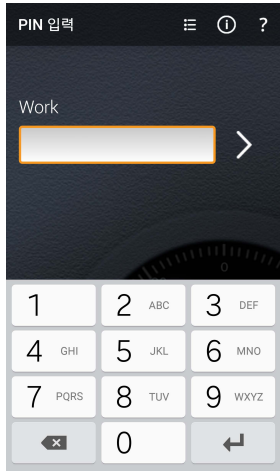 PIN 입력 ?
Work
1 2 ABC 3 DEF
4 GHI 5 JKL 6 MNO
7 PQRS 8 TUV 9 WXYZ
0